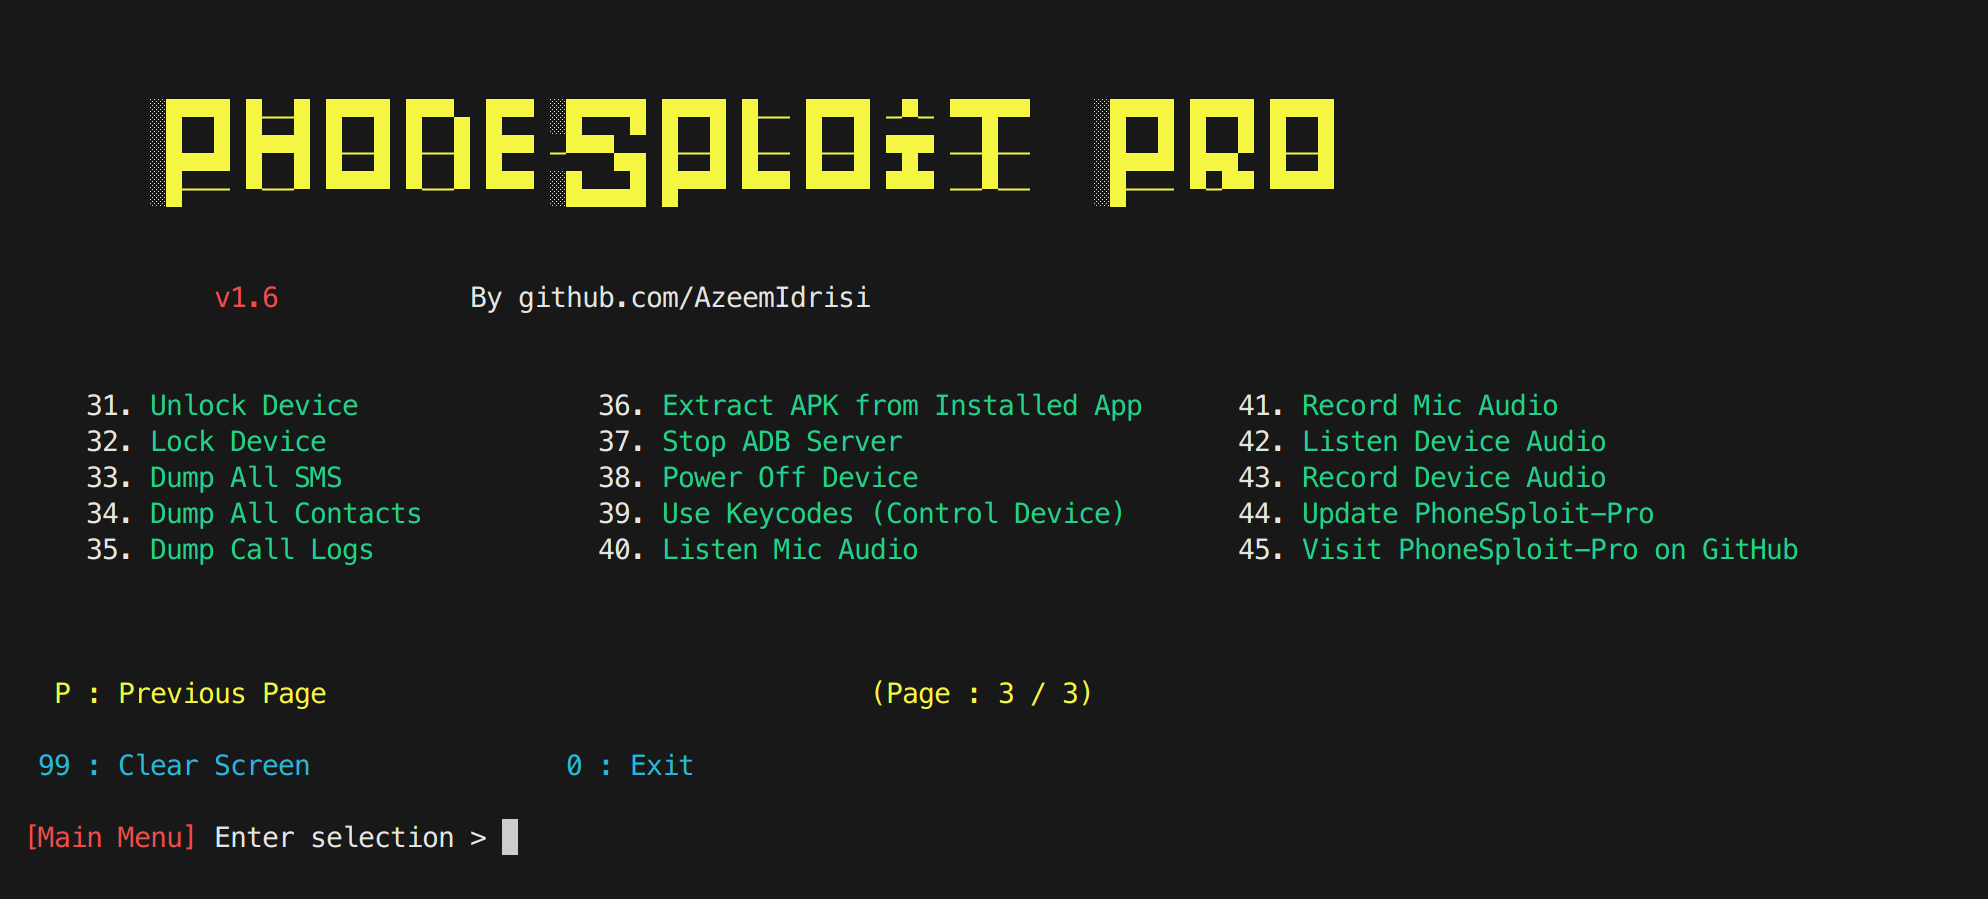 PHONESPLOIT PRO
v1.6 By github.com/AzeemIdrisi
31. Unlock Device 36. Extract APK from Installed App 41. Record Mic Audio
32. Lock Device 37. Stop ADB Server 42. Listen Device Audio
33. Dump All SMS 38. Power Off Device 43. Record Device Audio
34. Dump All Contacts 39. Use Keycodes (Control Device) 44. Update PhoneSploit-Pro
35. Dump Call Logs 40. Listen Mic Audio 45. Visit PhoneSploit-Pro on GitHub
P : Previous Page (Page : 3 / 3)
99 : Clear Screen 0 : Exit
[Main Menu] Enter selection >